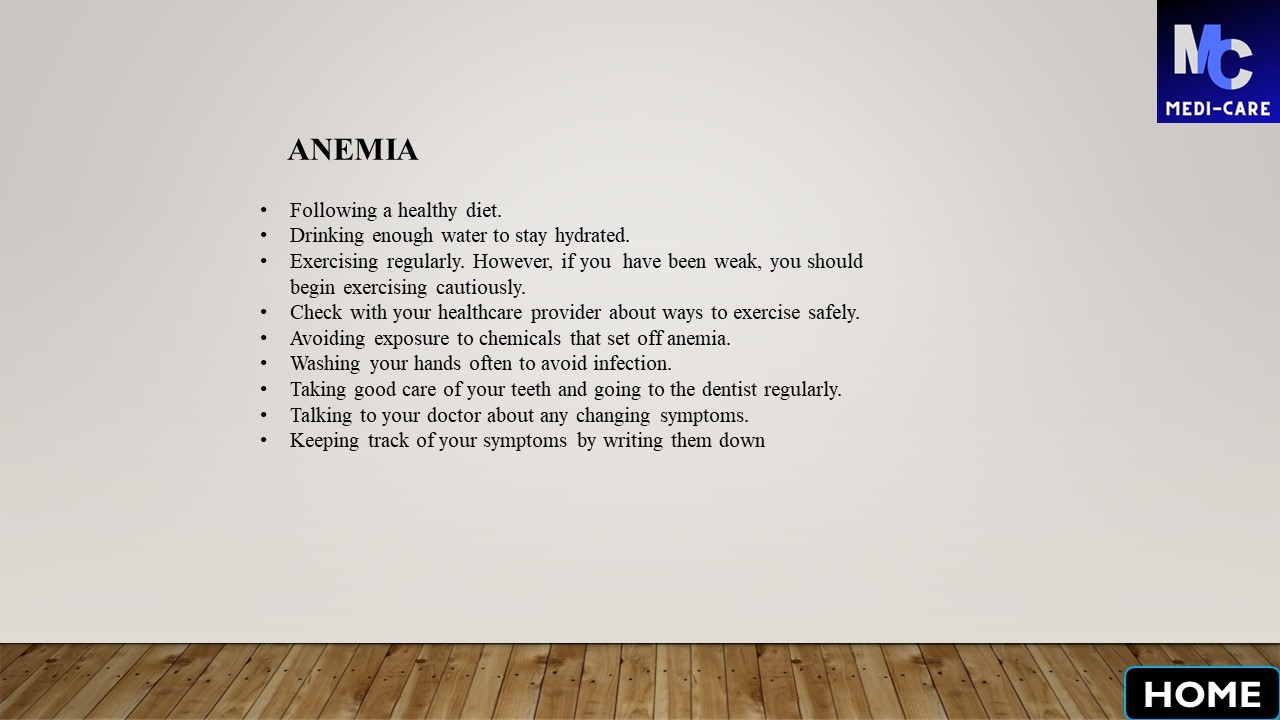 MC
MEDI-CARE
ANEMIA
• Following a healthy diet.
• Drinking enough water to stay hydrated.
• Exercising regularly. However, if you have been weak, you should
begin exercising cautiously.
• Check with your healthcare provider about ways to exercise safely.
• Avoiding exposure to chemicals that set off anemia.
• Washing your hands often to avoid infection.
• Taking good care of your teeth and going to the dentist regularly.
• Talking to your doctor about any changing symptoms.
• Keeping track of your symptoms by writing them down
HOME